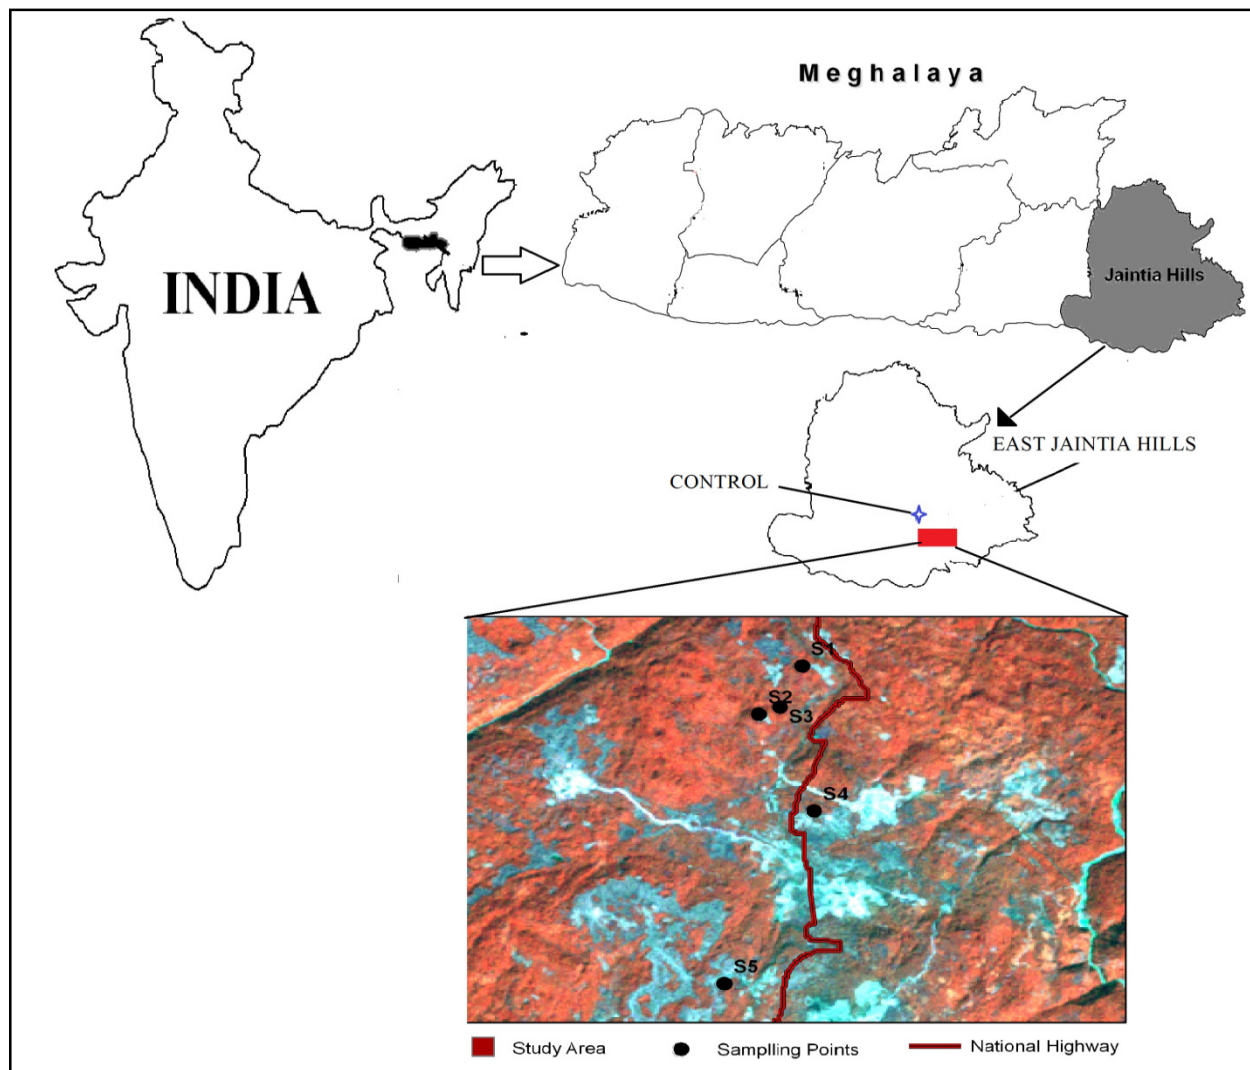 Meghalaya
INDIA
Jaintia Hills
EAST JAINTIA HILLS
CONTROL
S1
S2
S3
S4
S5
Study Area
Samplling Points
National Highway